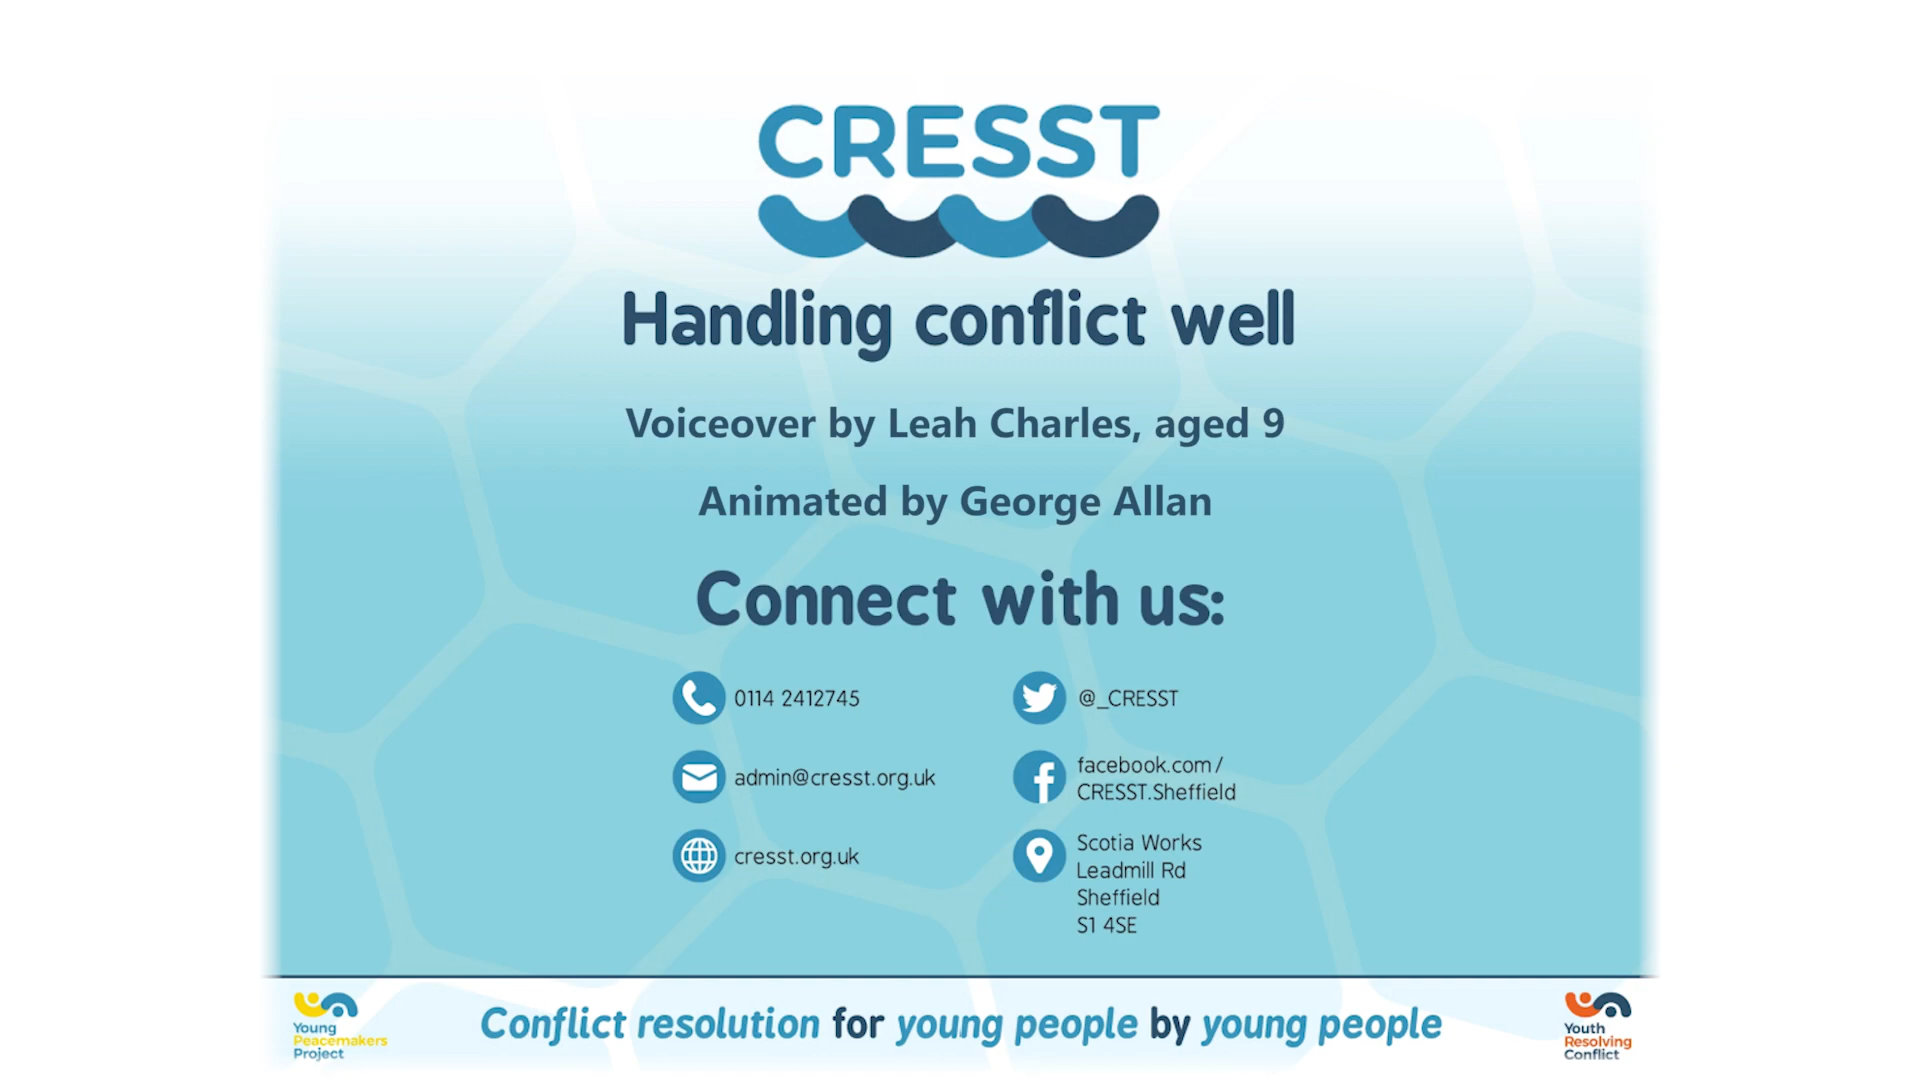 CRESST
Handling conflict well
Voiceover by Leah Charles, aged 9
Animated by George Allan
Connect with us:
0114 2412745
admin@cresst.org.uk
cresst.org.uk
@_CRESST
facebook.com/
CRESST.Sheffield
Scotia Works
Leadmill Rd
Sheffield
S1 4SE
Young
Peacemakers
Project
Conflict resolution for young people by young people
Youth
Resolving
Conflict